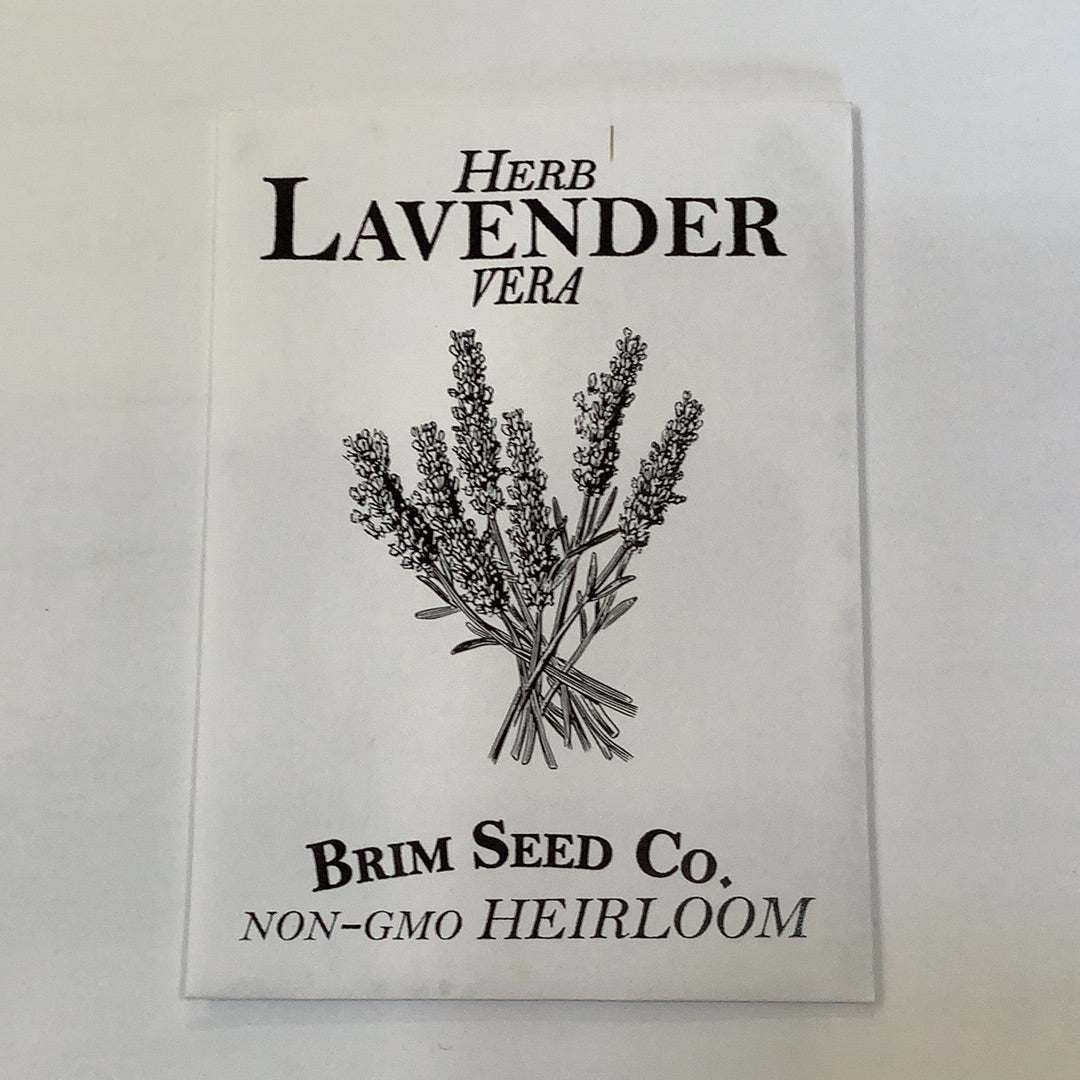 HERB
LAVENDER
VERA
BRIM SEED CO.
NON-GMO HEIRLOOM